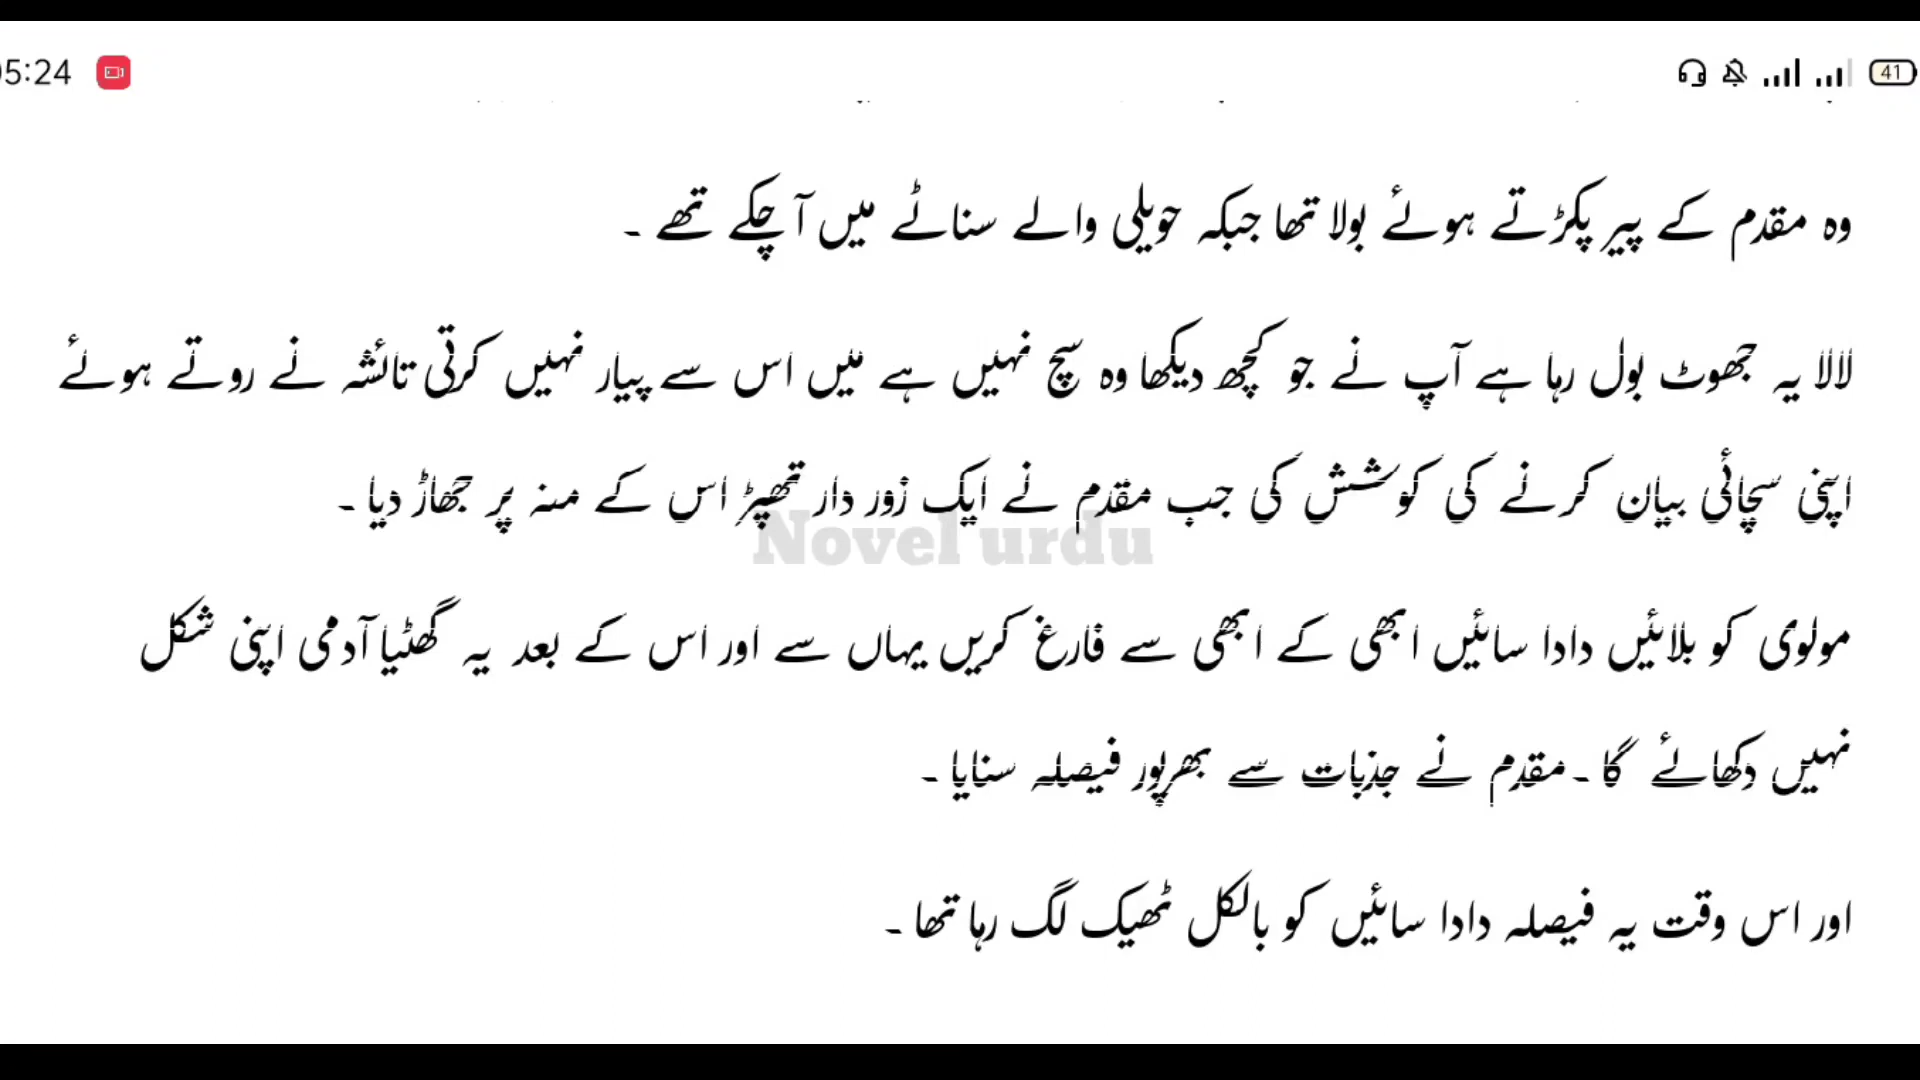 5:24
41
وہ مقدم کے پیر پکڑتے ہوئے بولا تھا جبکہ حویلی والے سناٹے میں آ چکے تھے ۔
لالا یہ جھوٹ بول رہا ہے آپ نے جو کچھ دیکھا وہ سچ نہیں ہے میں اس سے پیار نہیں کرتی تائشہ نے روتے ہوئے
اپنی سچائی بیان کرنے کی کوشش کی جب مقدم نے ایک زور دار تھپڑ اس کے منہ پر جھاڑ دیا ۔
Novel urdu
مولوی کو بلائیں دادا سائیں ابھی کے ابھی سے فارغ کریں یہاں سے اور اس کے بعد یہ گھٹیا آدمی اپنی شکل
نہیں دکھائے گا ۔ مقدم نے جذبات سے بھرپور فیصلہ سنایا ۔
اور اس وقت یہ فیصلہ دادا سائیں کو بالکل ٹھیک لگ رہا تھا ۔